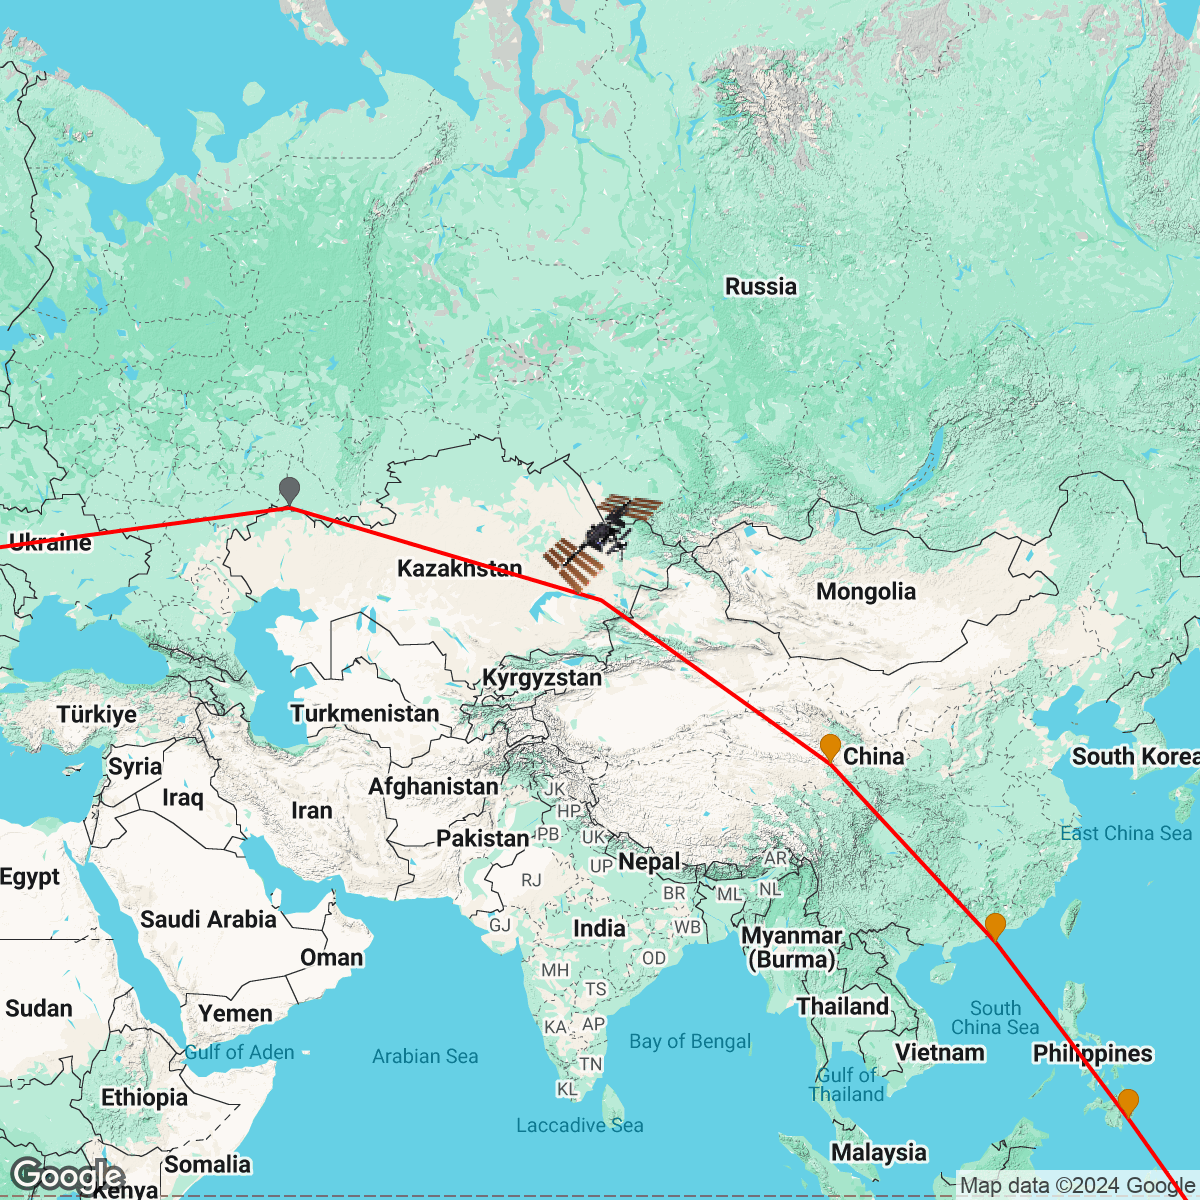 Russia
Ukraine
Kazakhstan
Mongolia
Kyrgyzstan
Türkiye
Turkmenistan
China
South Korea
Syria
Afghanistan
Iraq
Iran
JK
HP
Pakistan
PB
UK
East China Sea
Nepal
UP
AR
Egypt
RJ
BR
ML
NL
Saudi Arabia
GJ
India
WB
Myanmar
(Burma)
Oman
OD
MH
TS
Sudan
Yemen
Thailand
South
China Sea
KA
AP
Gulf of Aden
Arabian Sea
Bay of Bengal
Vietnam
Philippines
TN
KL
Gulf of
Thailand
Ethiopia
Laccadive Sea
Malaysia
Somalia
Google
Kenya
Map data ©2024 Google